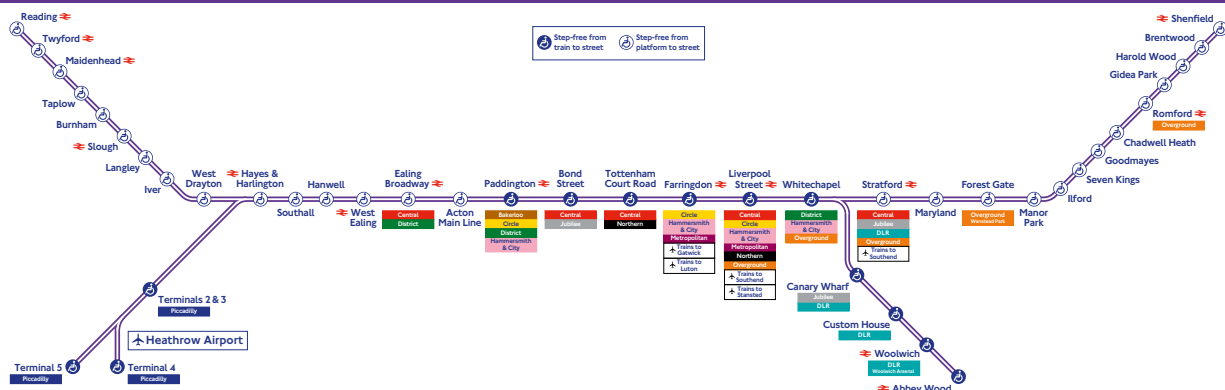 Step-free from
train to street
Step-free from
platform to street
Reading
Twyford
Maidenhead
Taplow
Burnham
Slough
Langley
Iver
West
Drayton
Hayes &
Harlington
Southall
Hanwell
West
Ealing
Ealing
Broadway
Central
District
Acton
Main Line
Paddington
Bakerloo
Circle
District
Hammersmith
& City
Bond
Street
Central
Jubilee
Tottenham
Court Road
Central
Northern
Farringdon
Circle
Hammersmith
& City
Metropolitan
Trains to
Gatwick
Trains to
Luton
Liverpool
Street
Central
Circle
Hammersmith
& City
Metropolitan
Northern
Overground
Trains to
Southend
Trains to
Stansted
Whitechapel
District
Hammersmith
& City
Overground
Stratford
Central
Jubilee
DLR
Overground
Trains to
Southend
Maryland
Forest Gate
Overground
Wanstead Park
Manor
Park
Ilford
Seven Kings
Goodmayes
Chadwell Heath
Romford
Overground
Gidea Park
Harold Wood
Brentwood
Shenfield
Canary Wharf
Jubilee
DLR
Custom House
DLR
Woolwich
DLR
Woolwich Arsenal
Abbey Wood
Terminals 2 & 3
Piccadilly
Heathrow Airport
Terminal 5
Piccadilly
Terminal 4
Piccadilly